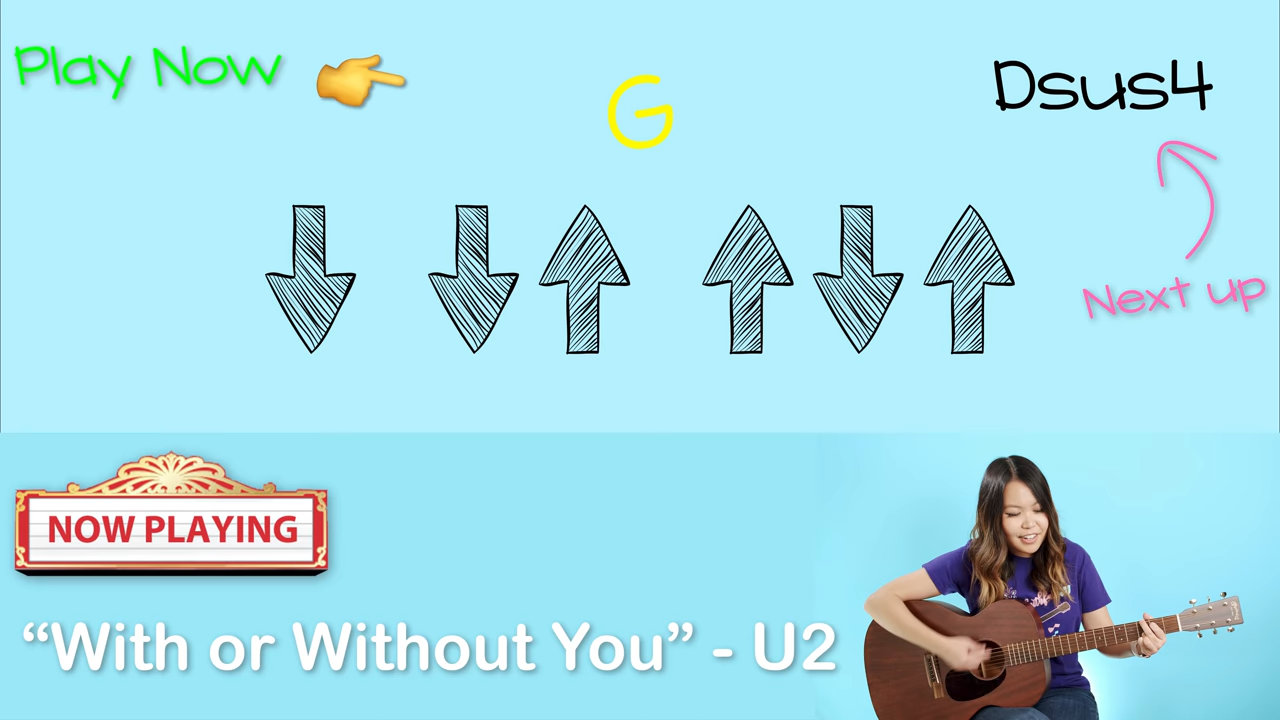 Play Now
G
Dsus4
Next up
NOW PLAYING
“With or Without You” - U2